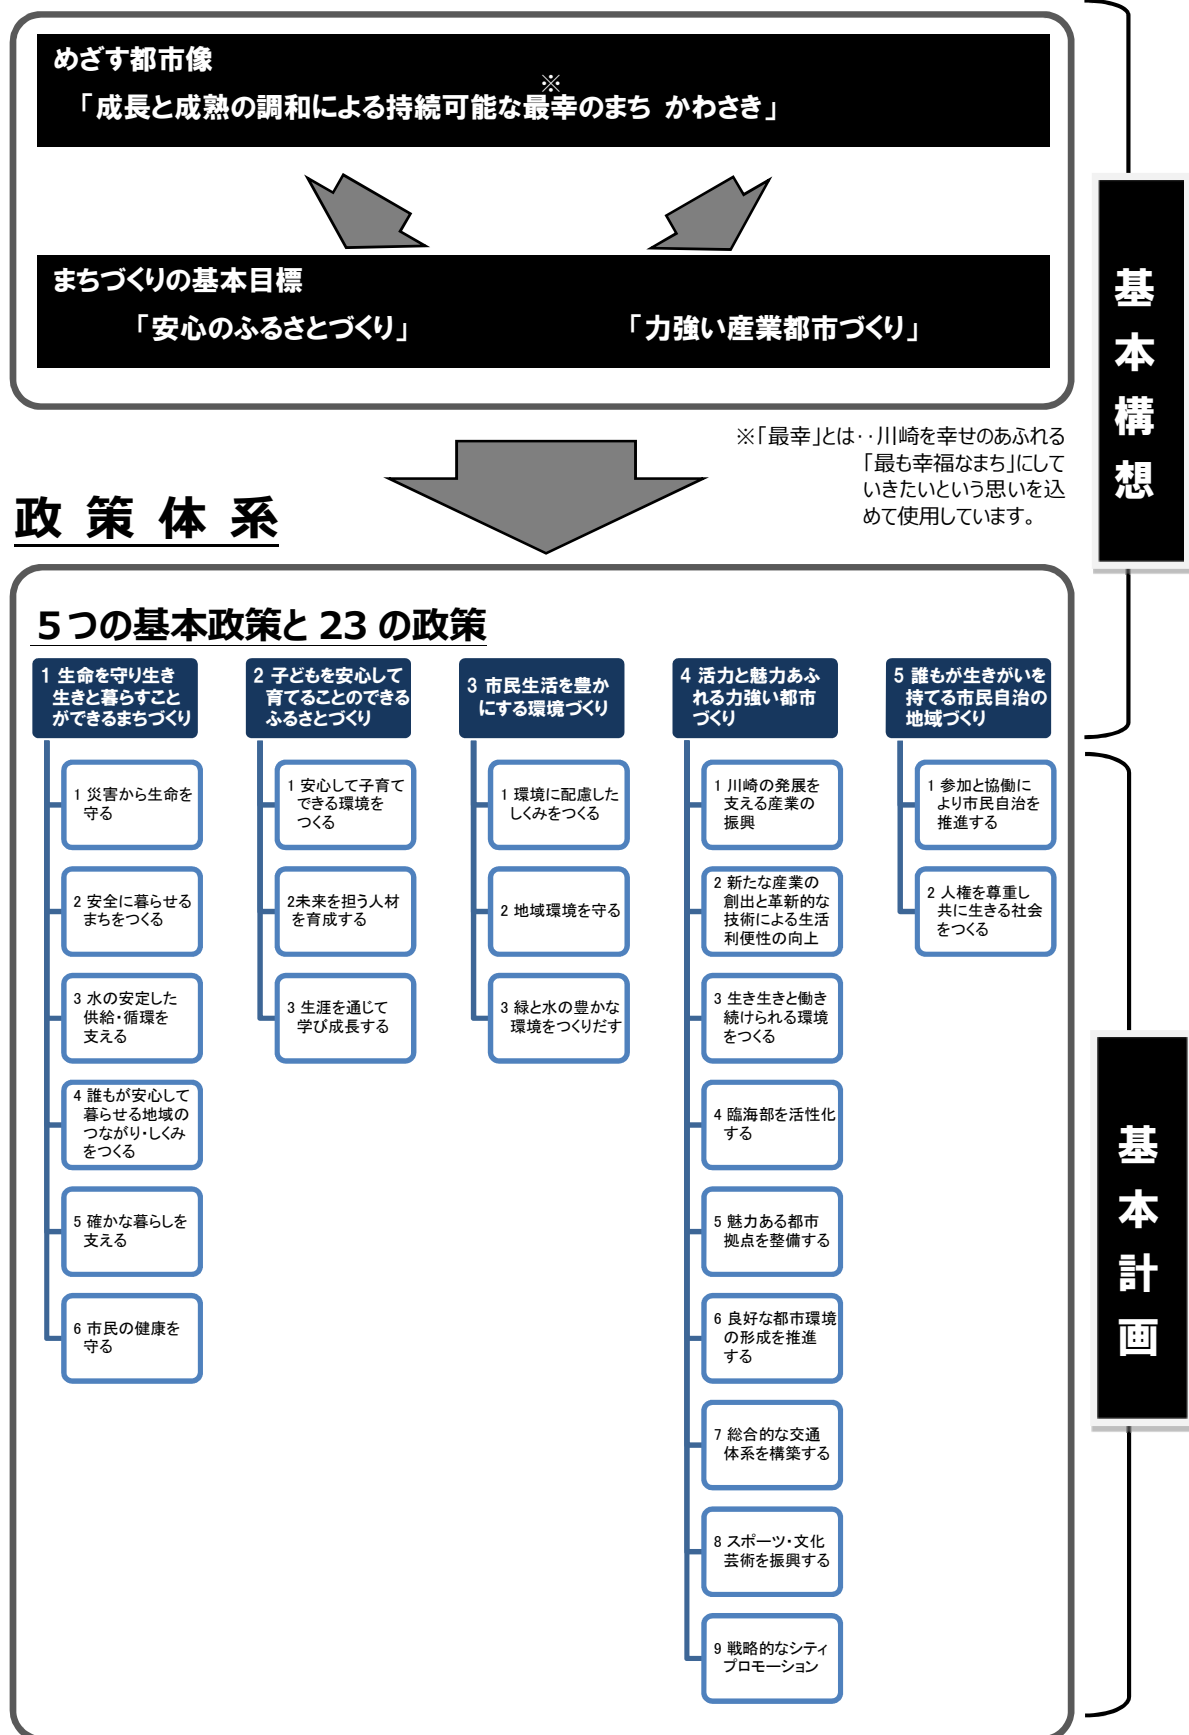 めざす都市像
※
「成長と成熟の調和による持続可能な最幸のまち かわさき」
まちづくりの基本目標
「安心のふるさとづくり」
「力強い産業都市づくり」
基本構想
※「最幸」とは‥川崎を幸せのあふれる
「最も幸福なまち」にして
いきたいという思いを込
めて使用しています。
政策体系
５つの基本政策と 23 の政策
1 生命を守り生き
生きと暮らすこと
ができるまちづくり
1 災害から生命を
守る
2 安全に暮らせる
まちをつくる
3 水の安定した
供給・循環を
支える
4 誰もが安心して
暮らせる地域の
つながり・しくみ
をつくる
5 確かな暮らしを
支える
6 市民の健康を
守る
2 子どもを安心して
育てることのできる
ふるさとづくり
1 安心して子育て
できる環境を
つくる
2未来を担う人材
を育成する
3 生涯を通じて
学び成長する
3 市民生活を豊か
にする環境づくり
1 環境に配慮した
しくみをつくる
2 地域環境を守る
3 緑と水の豊かな
環境をつくりだす
4 活力と魅力あふ
れる力強い都市
づくり
1 川崎の発展を
支える産業の
振興
2 新たな産業の
創出と革新的な
技術による生活
利便性の向上
3 生き生きと働き
続けられる環境
をつくる
4 臨海部を活性化
する
5 魅力ある都市
拠点を整備する
6 良好な都市環境
の形成を推進
する
7 総合的な交通
体系を構築する
8 スポーツ・文化
芸術を振興する
9 戦略的なシティ
プロモーション
5 誰もが生きがいを
持てる市民自治の
地域づくり
1 参加と協働に
より市民自治を
推進する
2 人権を尊重し
共に生きる社会
をつくる
基本計画